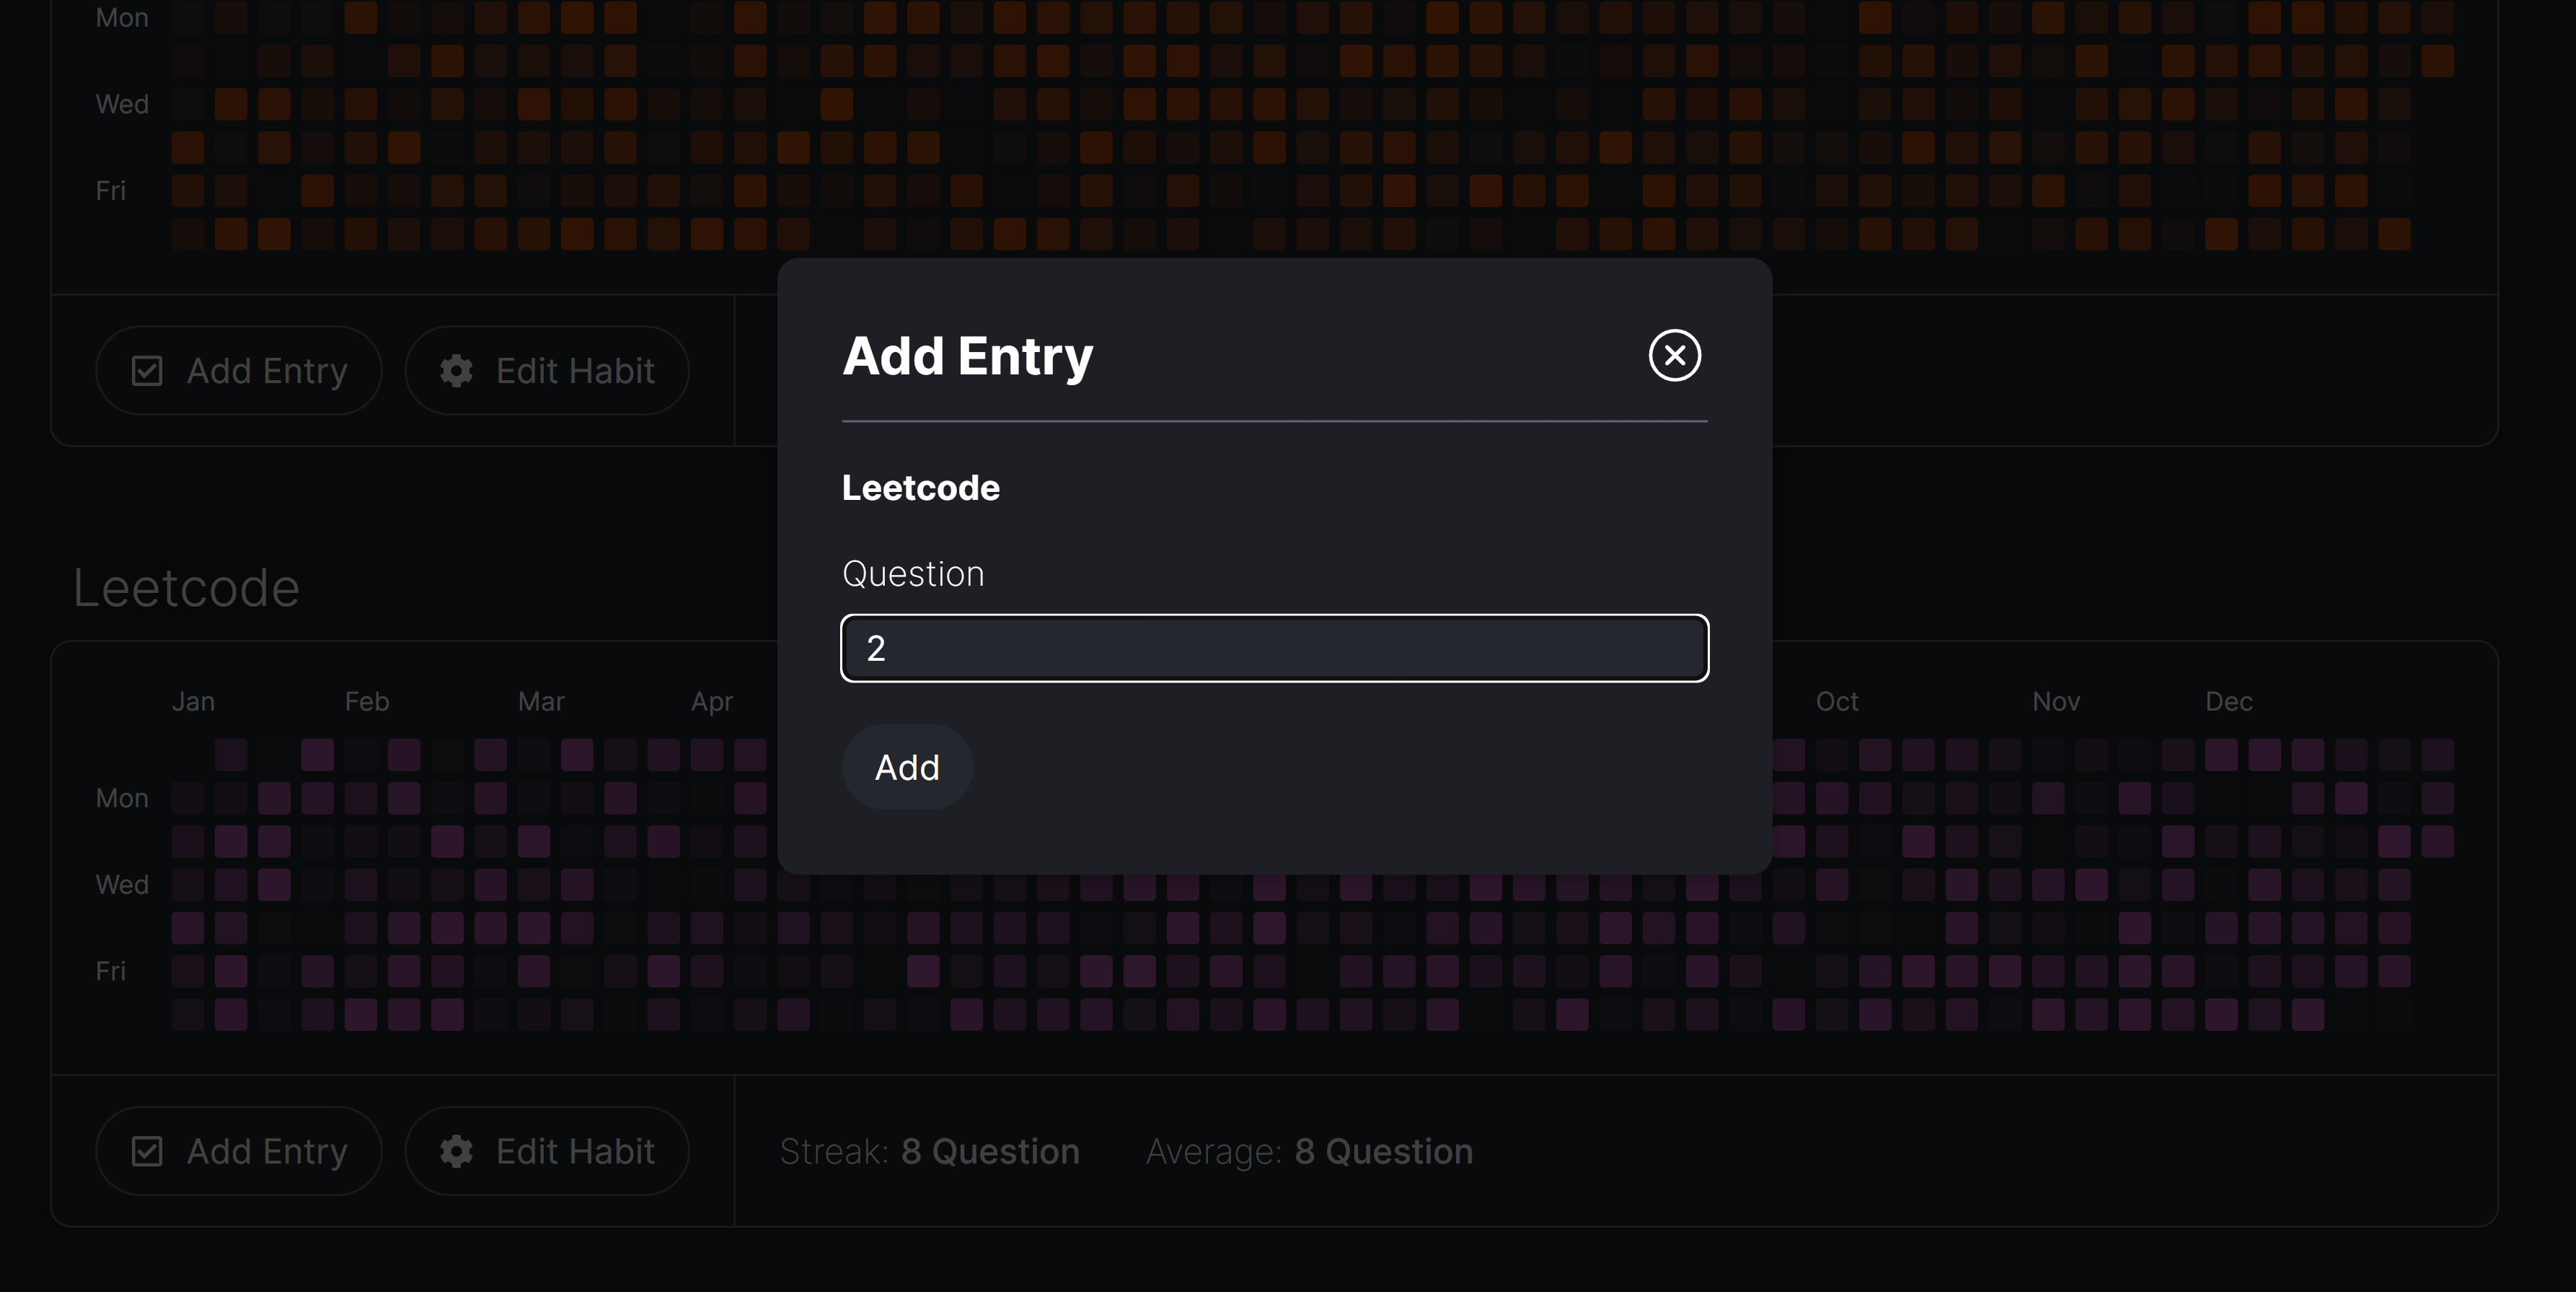 Mon
Wed
Fri
Add Entry
Edit Habit
Add Entry
Leetcode
Question
2
Add
Leetcode
Jan Feb Mar Apr Oct Nov Dec
Mon
Wed
Fri
Add Entry
Edit Habit
Streak: 8 Question
Average: 8 Question